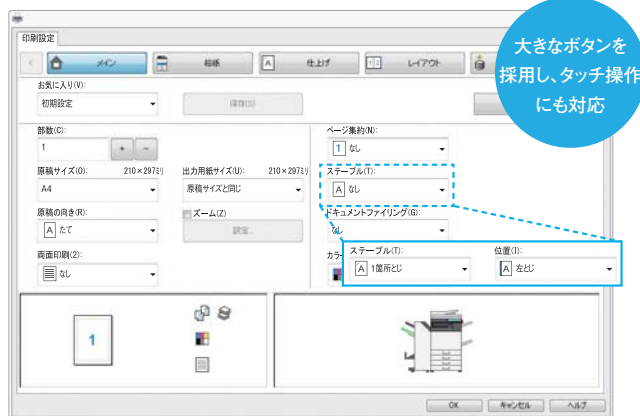 印刷設定
メイン
給紙
仕上げ
レイアウト
大きなボタンを
採用し、タッチ操作
にも対応
お気に入り(V):
初期設定
保存(S)
部数(C):
1
+ -
原稿サイズ(O): 210×297ミリ
A4
出力用紙サイズ(U): 210×297ミリ
原稿サイズと同じ
原稿の向き(R):
A たて
ズーム(Z)
設定...
両面印刷(2):
なし
ページ集約(N):
1 なし
ステープル(T):
A なし
ドキュメントファイリング(G):
なし
カラ
ステープル(T): 位置(I):
A 1箇所とじ A 左とじ
1
OK キャンセル ヘルプ